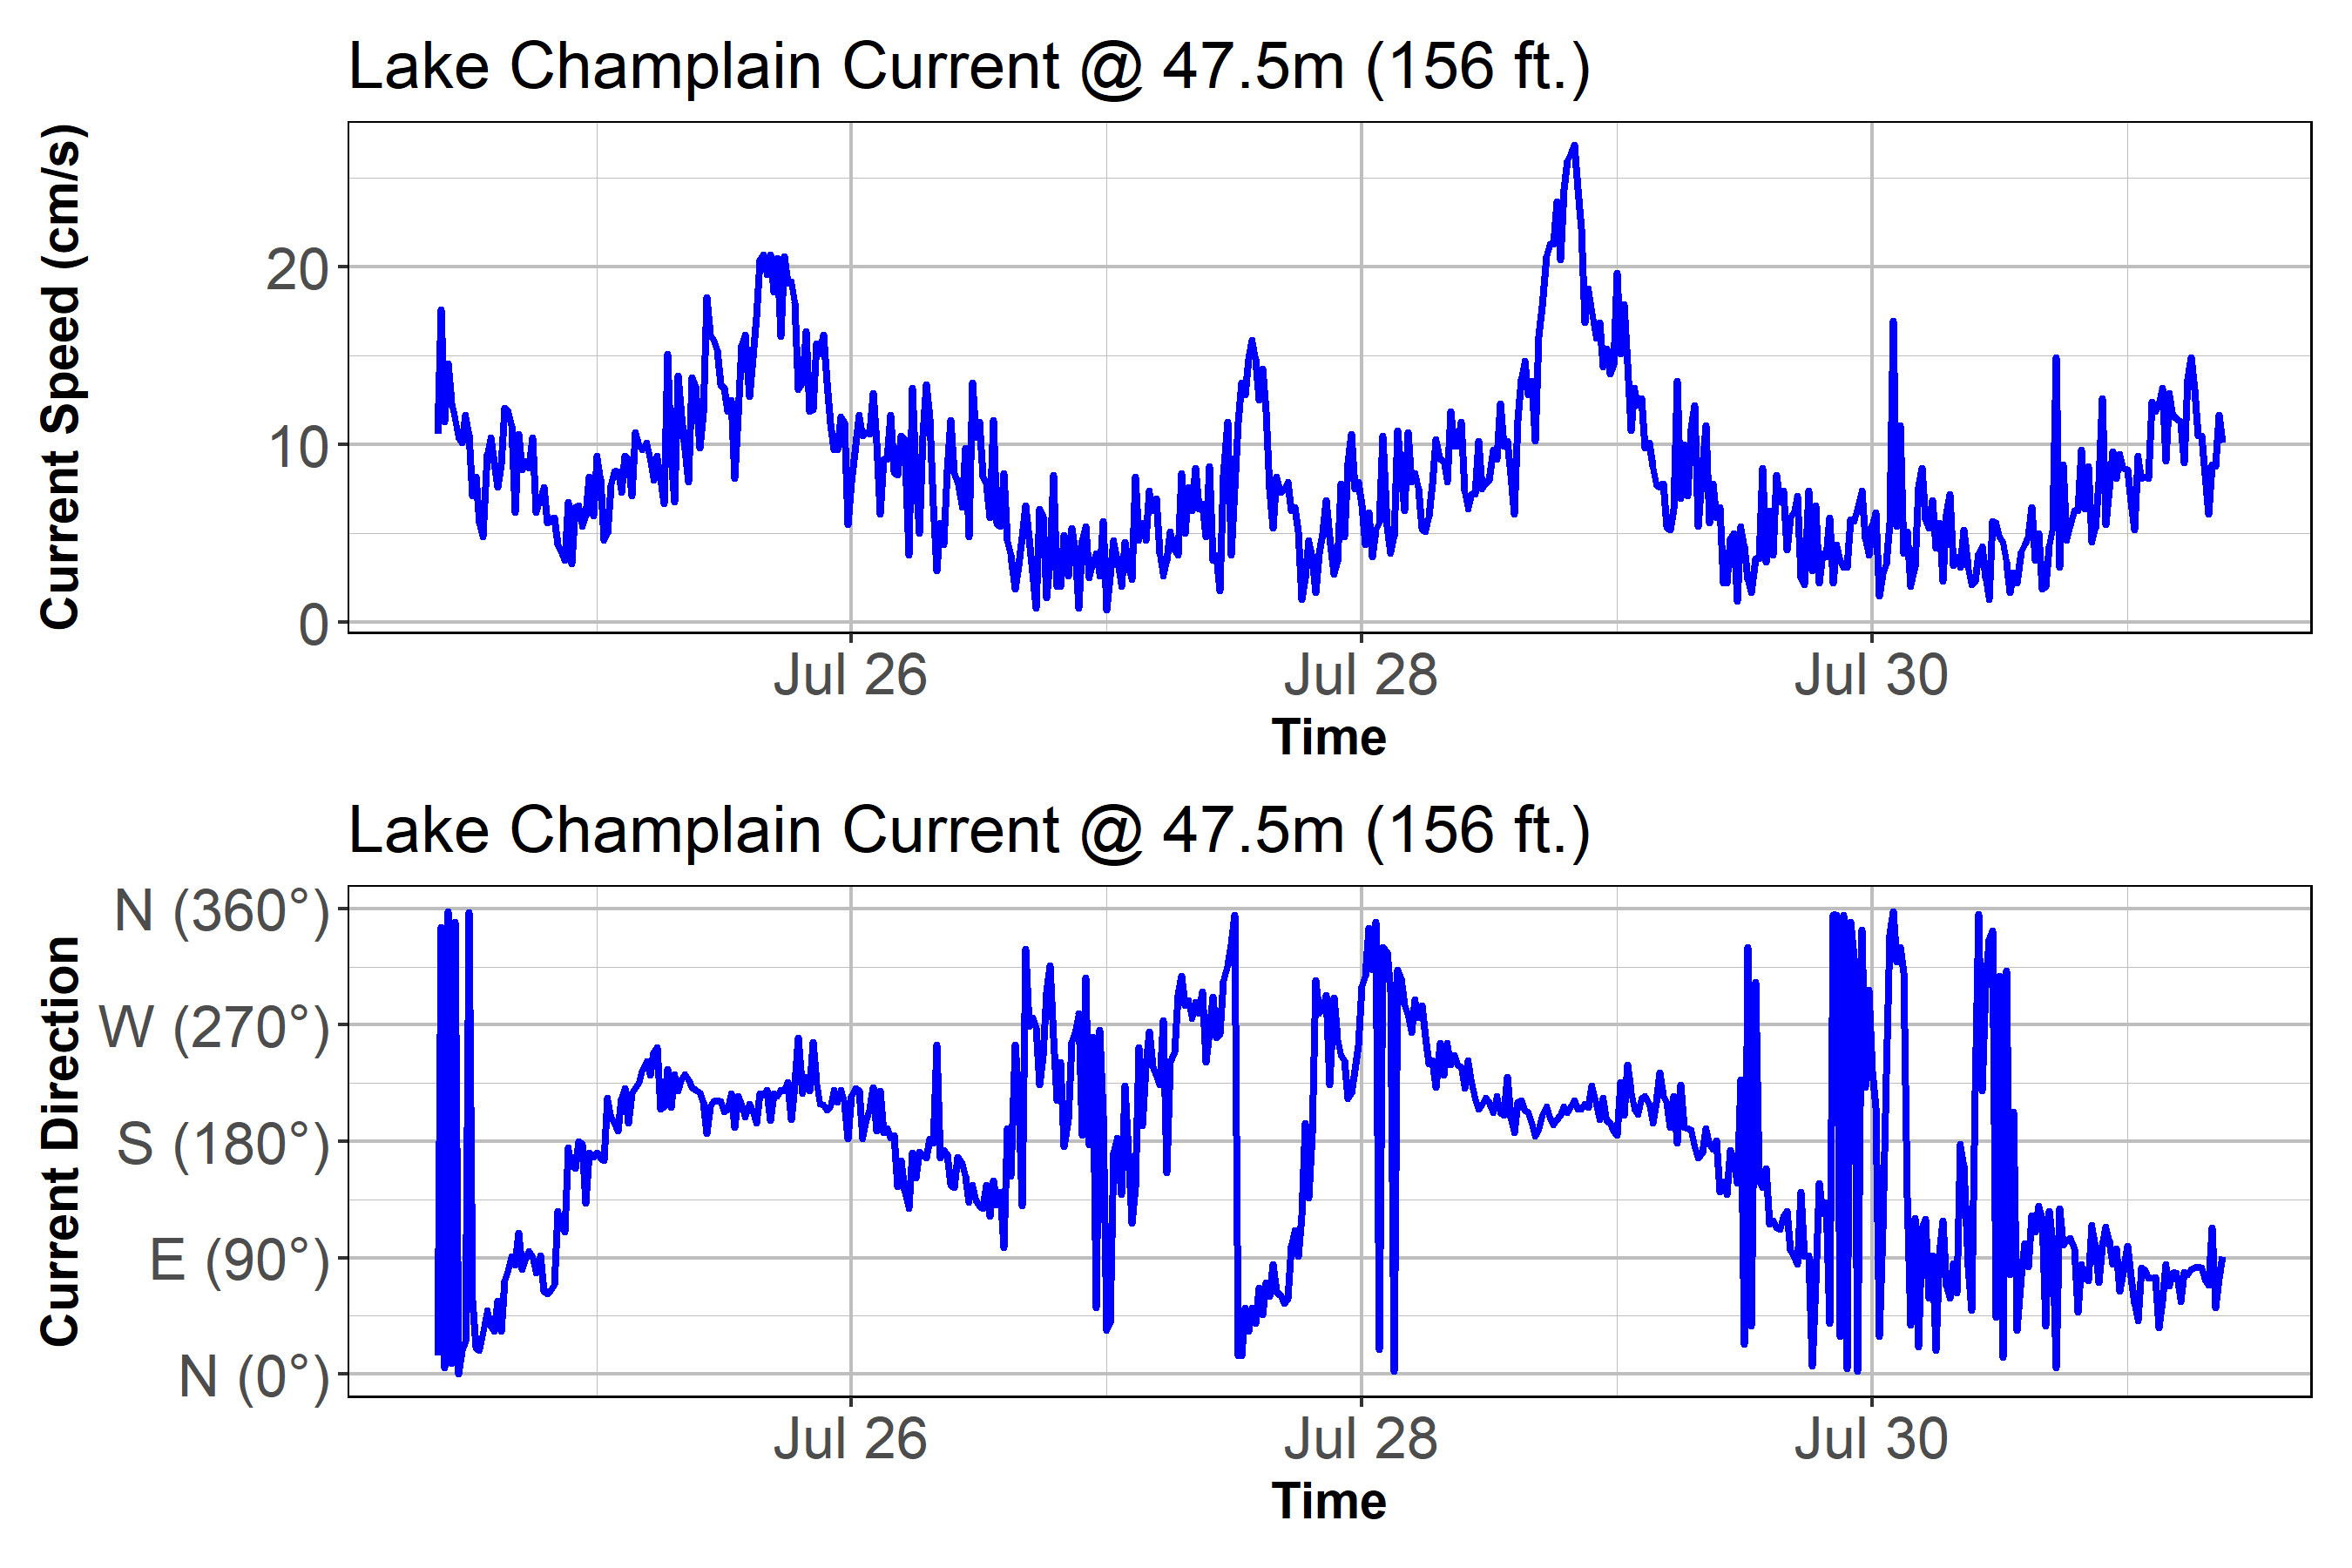 Lake Champlain Current @ 47.5m (156 ft.)
Current Speed (cm/s)
20
10
0
Jul 26
Jul 28
Jul 30
Time
Lake Champlain Current @ 47.5m (156 ft.)
Current Direction
N (360°)
W (270°)
S (180°)
E (90°)
N (0°)
Jul 26
Jul 28
Jul 30
Time